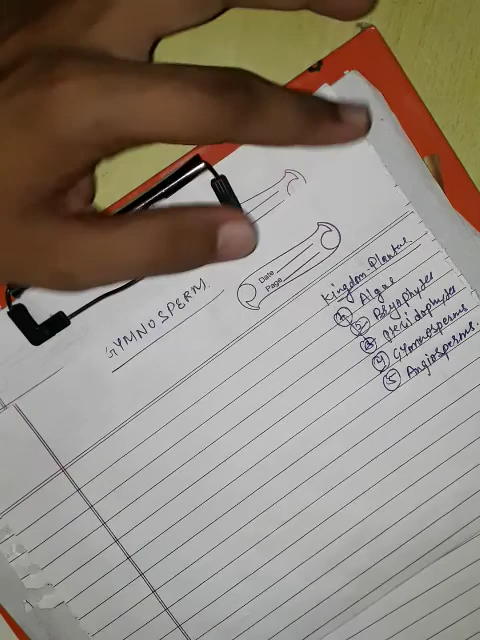 Date
Page
GYMNOSPERM.
Kingdom-Plantae
① Algae
② Bryophytes
③ Pteridophytes
④ Gymnosperms
⑤ Angiosperms.